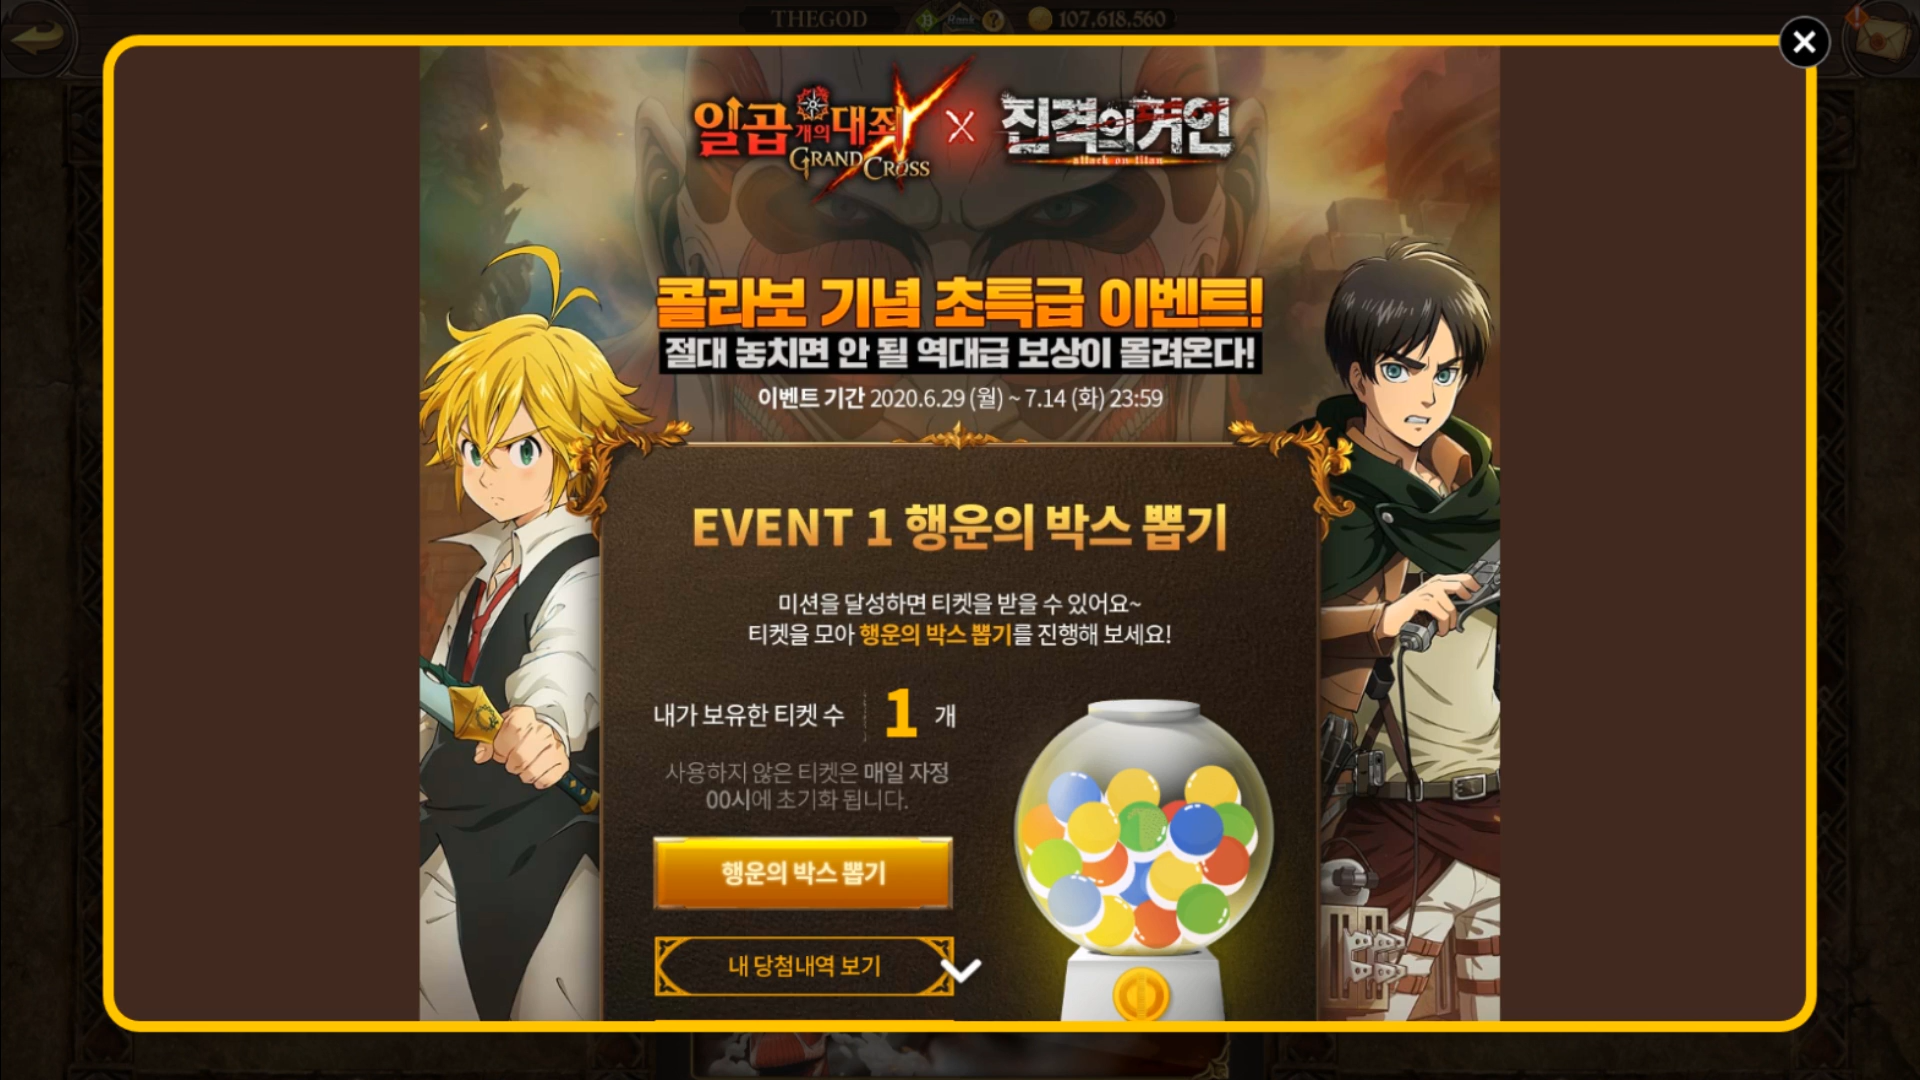 THEGOD
Rank
107,618,560
일곱개의 대죄
GRAND CROSS
X
진격의 거인
attack on titan
콜라보 기념 초특급 이벤트!
절대 놓치면 안 될 역대급 보상이 몰려온다!
이벤트 기간 2020.6.29 (월) ~ 7.14 (화) 23:59
EVENT 1 행운의 박스 뽑기
미션을 달성하면 티켓을 받을 수 있어요~
티켓을 모아 행운의 박스 뽑기를 진행해 보세요!
내가 보유한 티켓 수 1 개
사용하지 않은 티켓은 매일 자정
00시에 초기화 됩니다.
행운의 박스 뽑기
내 당첨내역 보기